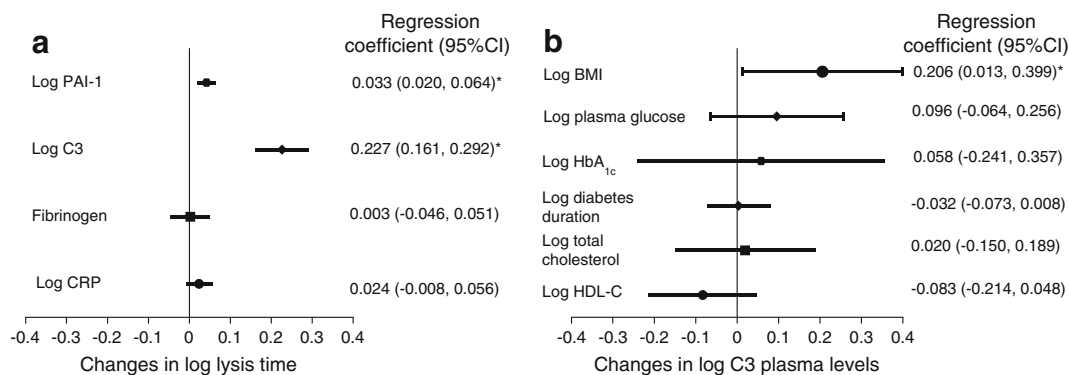 a
Regression
coefficient (95%CI)
Log PAI-1
0.033 (0.020, 0.064)*
Log C3
0.227 (0.161, 0.292)*
Fibrinogen
0.003 (-0.046, 0.051)
Log CRP
0.024 (-0.008, 0.056)
-0.4 -0.3 -0.2 -0.1 0 0.1 0.2 0.3 0.4
Changes in log lysis time
b
Regression
coefficient (95%CI)
Log BMI
0.206 (0.013, 0.399)*
Log plasma glucose
0.096 (-0.064, 0.256)
Log HbA1c
0.058 (-0.241, 0.357)
Log diabetes
duration
-0.032 (-0.073, 0.008)
Log total
cholesterol
0.020 (-0.150, 0.189)
Log HDL-C
-0.083 (-0.214, 0.048)
-0.4 -0.3 -0.2 -0.1 0 0.1 0.2 0.3 0.4
Changes in log C3 plasma levels